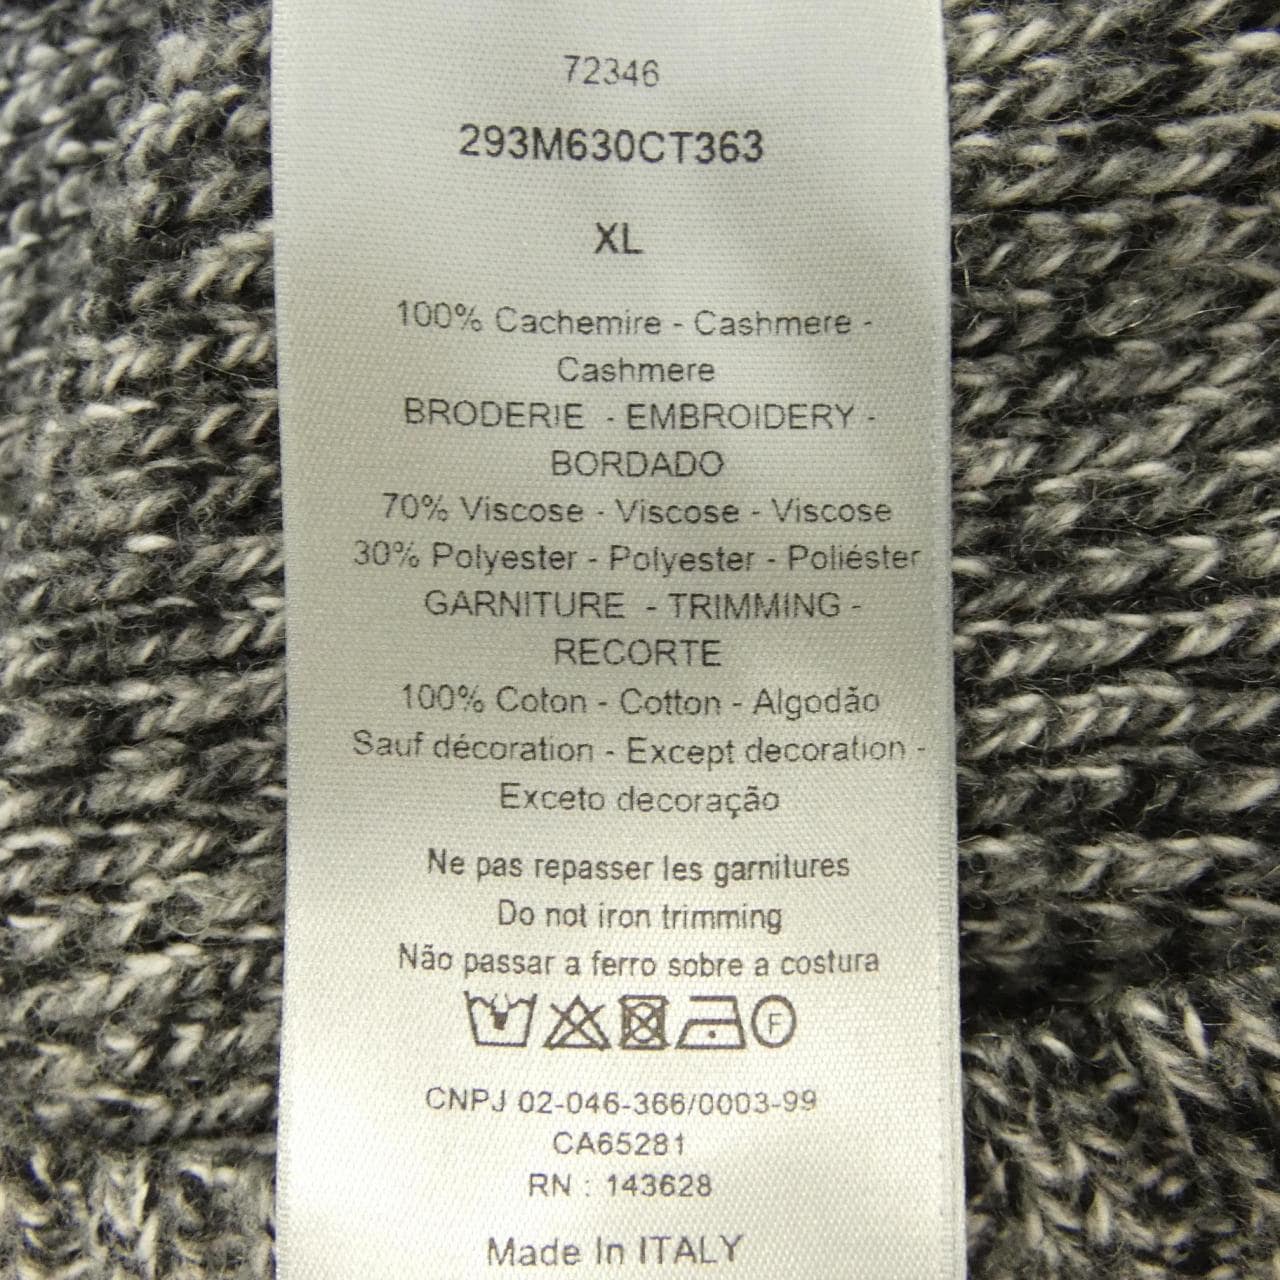 72346
293M630CT363
XL
100% Cachemire - Cashmere -
Cashmere
BRODERIE - EMBROIDERY -
BORDADO
70% Viscose - Viscose - Viscose
30% Polyester - Polyester - Poliéster
GARNITURE - TRIMMING -
RECORTE
100% Coton - Cotton - Algodão
Sauf décoration - Except decoration -
Exceto decoração
Ne pas repasser les garnitures
Do not iron trimming
Não passar a ferro sobre a costura
F
CNPJ 02-046-366/0003-99
CA65281
RN : 143628
Made In ITALY